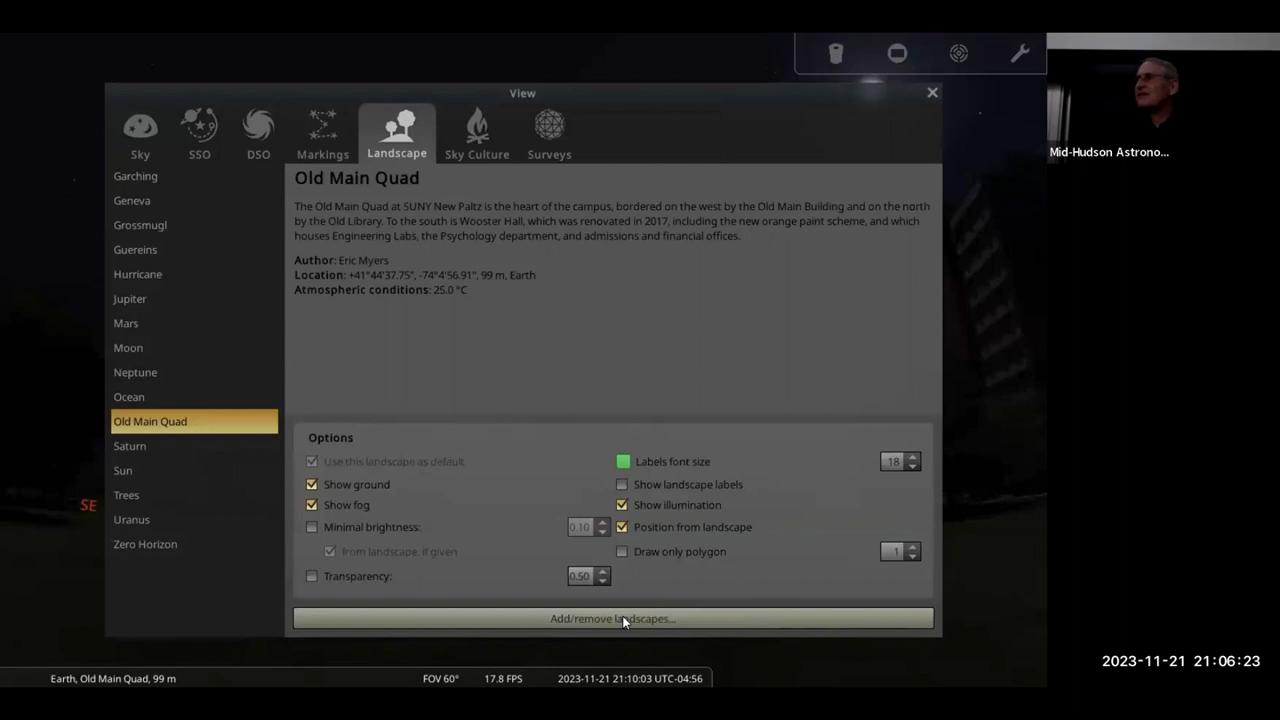 View
Mid-Hudson Astrono...
Sky
SSO
DSO
Markings
Landscape
Sky Culture
Surveys
Garching
Geneva
Grossmugl
Guereins
Hurricane
Jupiter
Mars
Moon
Neptune
Ocean
Old Main Quad
Saturn
Sun
Trees
Uranus
Zero Horizon
Old Main Quad
The Old Main Quad at SUNY New Paltz is the heart of the campus, bordered on the west by the Old Main Building and on the north
by the Old Library. To the south is Wooster Hall, which was renovated in 2017, including the new orange paint scheme, and which
houses Engineering Labs, the Psychology department, and admissions and financial offices.
Author: Eric Myers
Location: +41°44'37.75", -74°4'56.91", 99 m, Earth
Atmospheric conditions: 25.0 °C
Options
Use this landscape as default
Labels font size
18
Show ground
Show landscape labels
Show fog
Show illumination
Minimal brightness:
0.10
Position from landscape
From landscape, if given
Draw only polygon
1
Transparency:
0.50
Add/remove landscapes...
SE
Earth, Old Main Quad, 99 m
FOV 60°
17.8 FPS
2023-11-21 21:10:03 UTC-04:56
2023-11-21 21:06:23